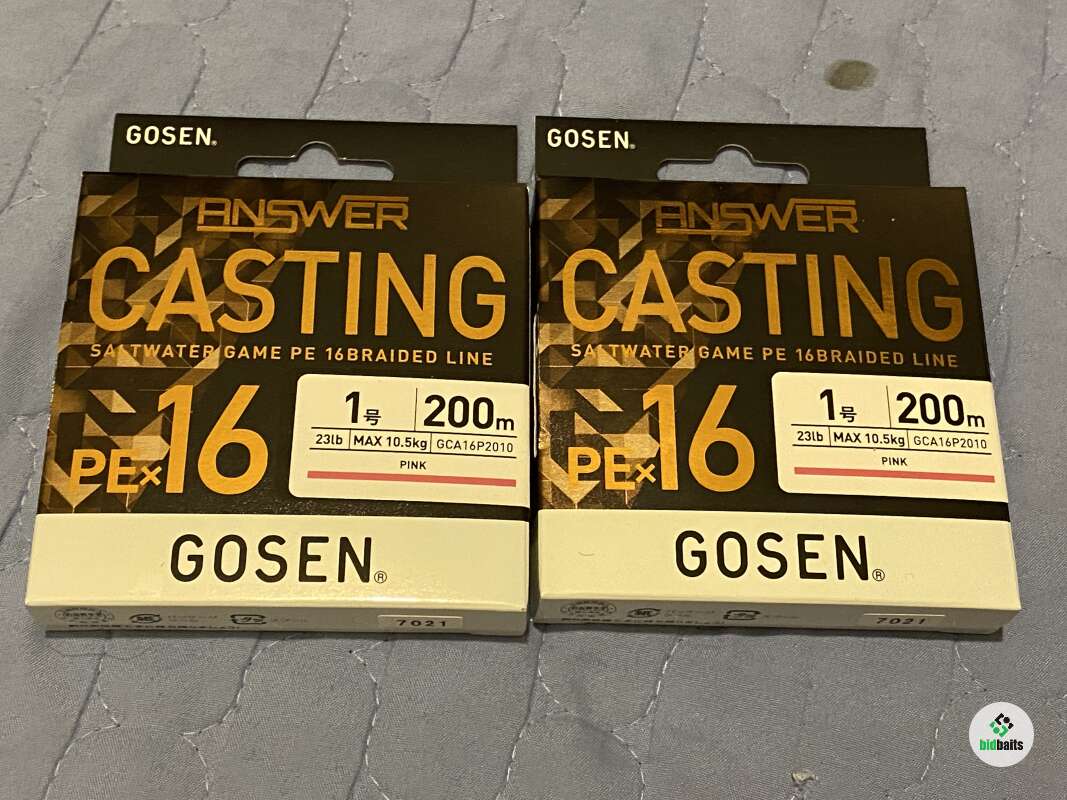 GOSEN®
ANSWER
CASTING
SALTWATER GAME PE 16BRAIDED LINE
PE×16
1号 200m
23lb MAX 10.5kg GCA16P2010
PINK
GOSEN®
7021
GOSEN®
ANSWER
CASTING
SALTWATER GAME PE 16BRAIDED LINE
PE×16
1号 200m
23lb MAX 10.5kg GCA16P2010
PINK
GOSEN®
7021
bidbaits